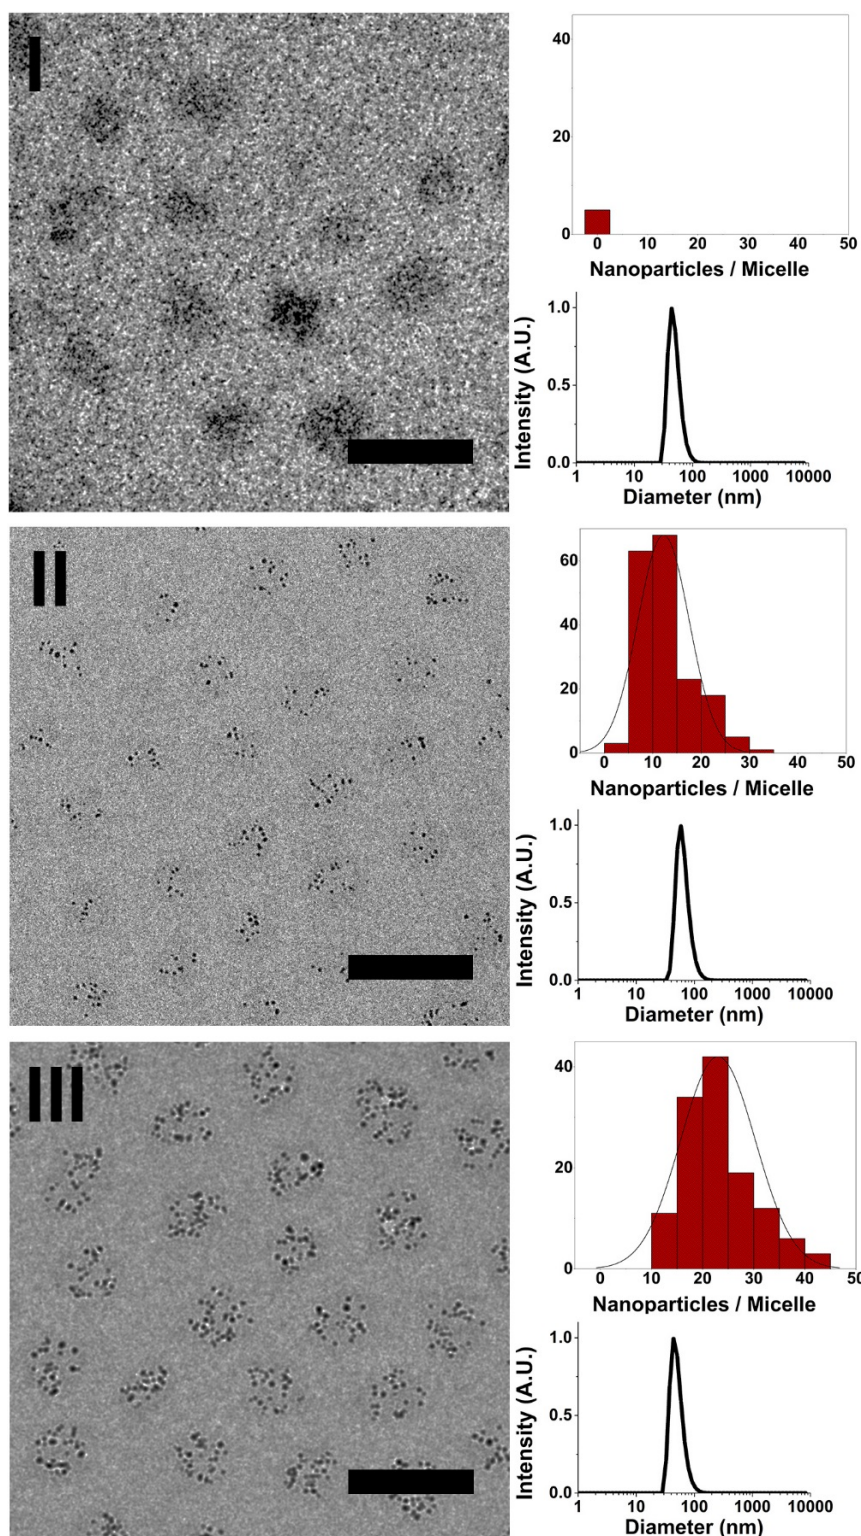 I
40
20
0
0 10 20 30 40 50
Nanoparticles / Micelle
Intensity (A.U.)
1.0
0.5
0.0
1 10 100 1000 10000
Diameter (nm)
II
60
40
20
0
0 10 20 30 40 50
Nanoparticles / Micelle
Intensity (A.U.)
1.0
0.5
0.0
1 10 100 1000 10000
Diameter (nm)
III
40
20
0
0 10 20 30 40 50
Nanoparticles / Micelle
Intensity (A.U.)
1.0
0.5
0.0
1 10 100 1000 10000
Diameter (nm)